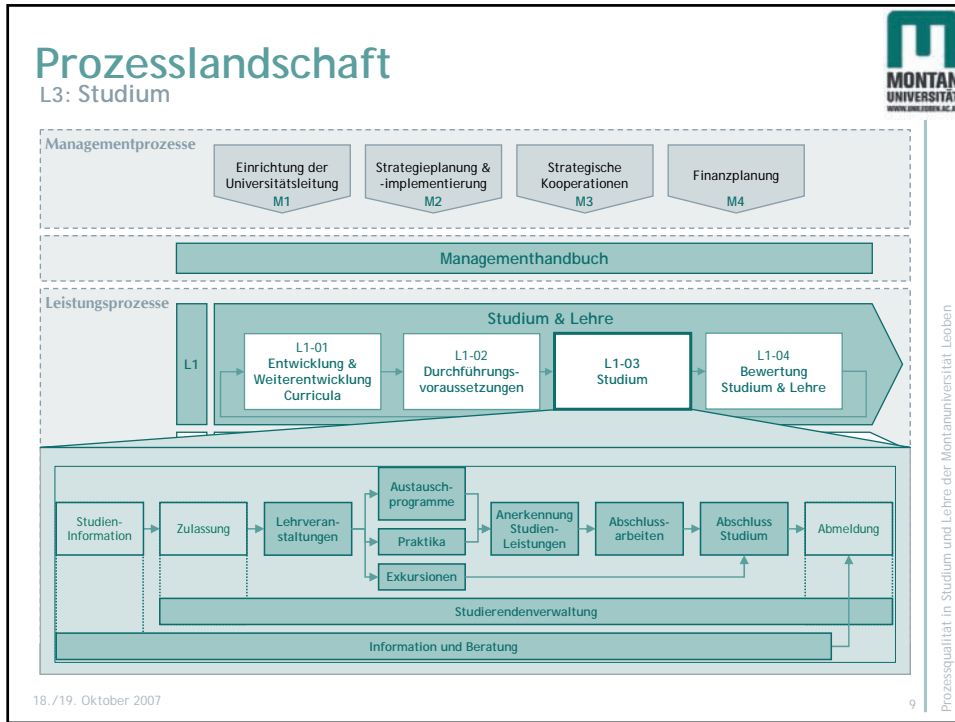 Prozesslandschaft
L3: Studium
MONTAN
UNIVERSITÄT
Managementprozesse
Einrichtung der
Universitätsleitung
M1
Strategieplanung &
-implementierung
M2
Strategische
Kooperationen
M3
Finanzplanung
M4
Managementhandbuch
Leistungsprozesse
L1
Studium & Lehre
L1-01
Entwicklung &
Weiterentwicklung
Curricula
L1-02
Durchführungs-
voraussetzungen
L1-03
Studium
L1-04
Bewertung
Studium & Lehre
Studien-
Information
Zulassung
Lehrveran-
staltungen
Austausch-
programme
Praktika
Exkursionen
Anerkennung
Studien-
Leistungen
Abschluss-
arbeiten
Abschluss
Studium
Abmeldung
Studierendenverwaltung
Information und Beratung
18./19. Oktober 2007
9
Prozessqualität in Studium und Lehre der Montanuniversität Leoben